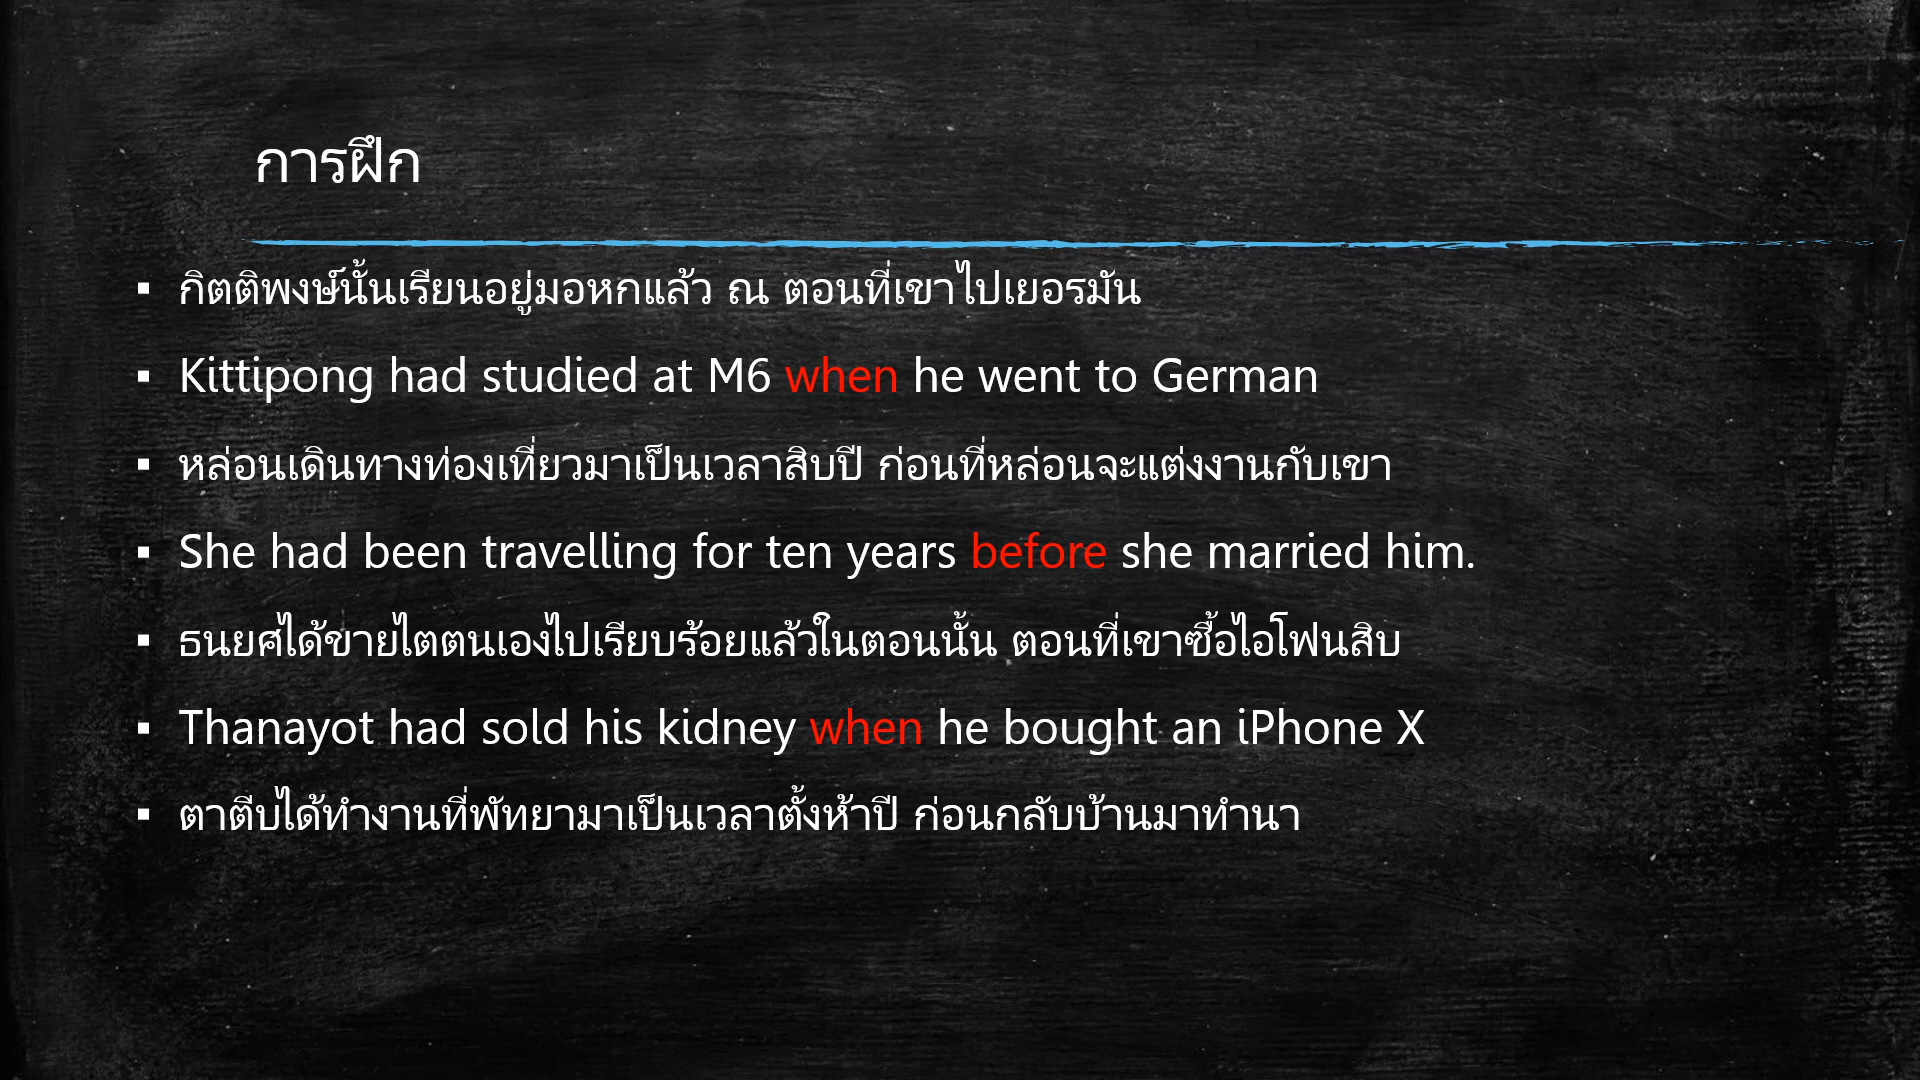 การฝึก
▪ กิตติพงษ์นั้นเรียนอยู่มอหกแล้ว ณ ตอนที่เขาไปเยอรมัน
▪ Kittipong had studied at M6 when he went to German
▪ หล่อนเดินทางท่องเที่ยวมาเป็นเวลาสิบปี ก่อนที่หล่อนจะแต่งงานกับเขา
▪ She had been travelling for ten years before she married him.
▪ ธนยศได้ขายไตตนเองไปเรียบร้อยแล้วในตอนนั้น ตอนที่เขาซื้อไอโฟนสิบ
▪ Thanayot had sold his kidney when he bought an iPhone X
▪ ตาตีบได้ทำงานที่พัทยามาเป็นเวลาตั้งห้าปี ก่อนกลับบ้านมาทำนา